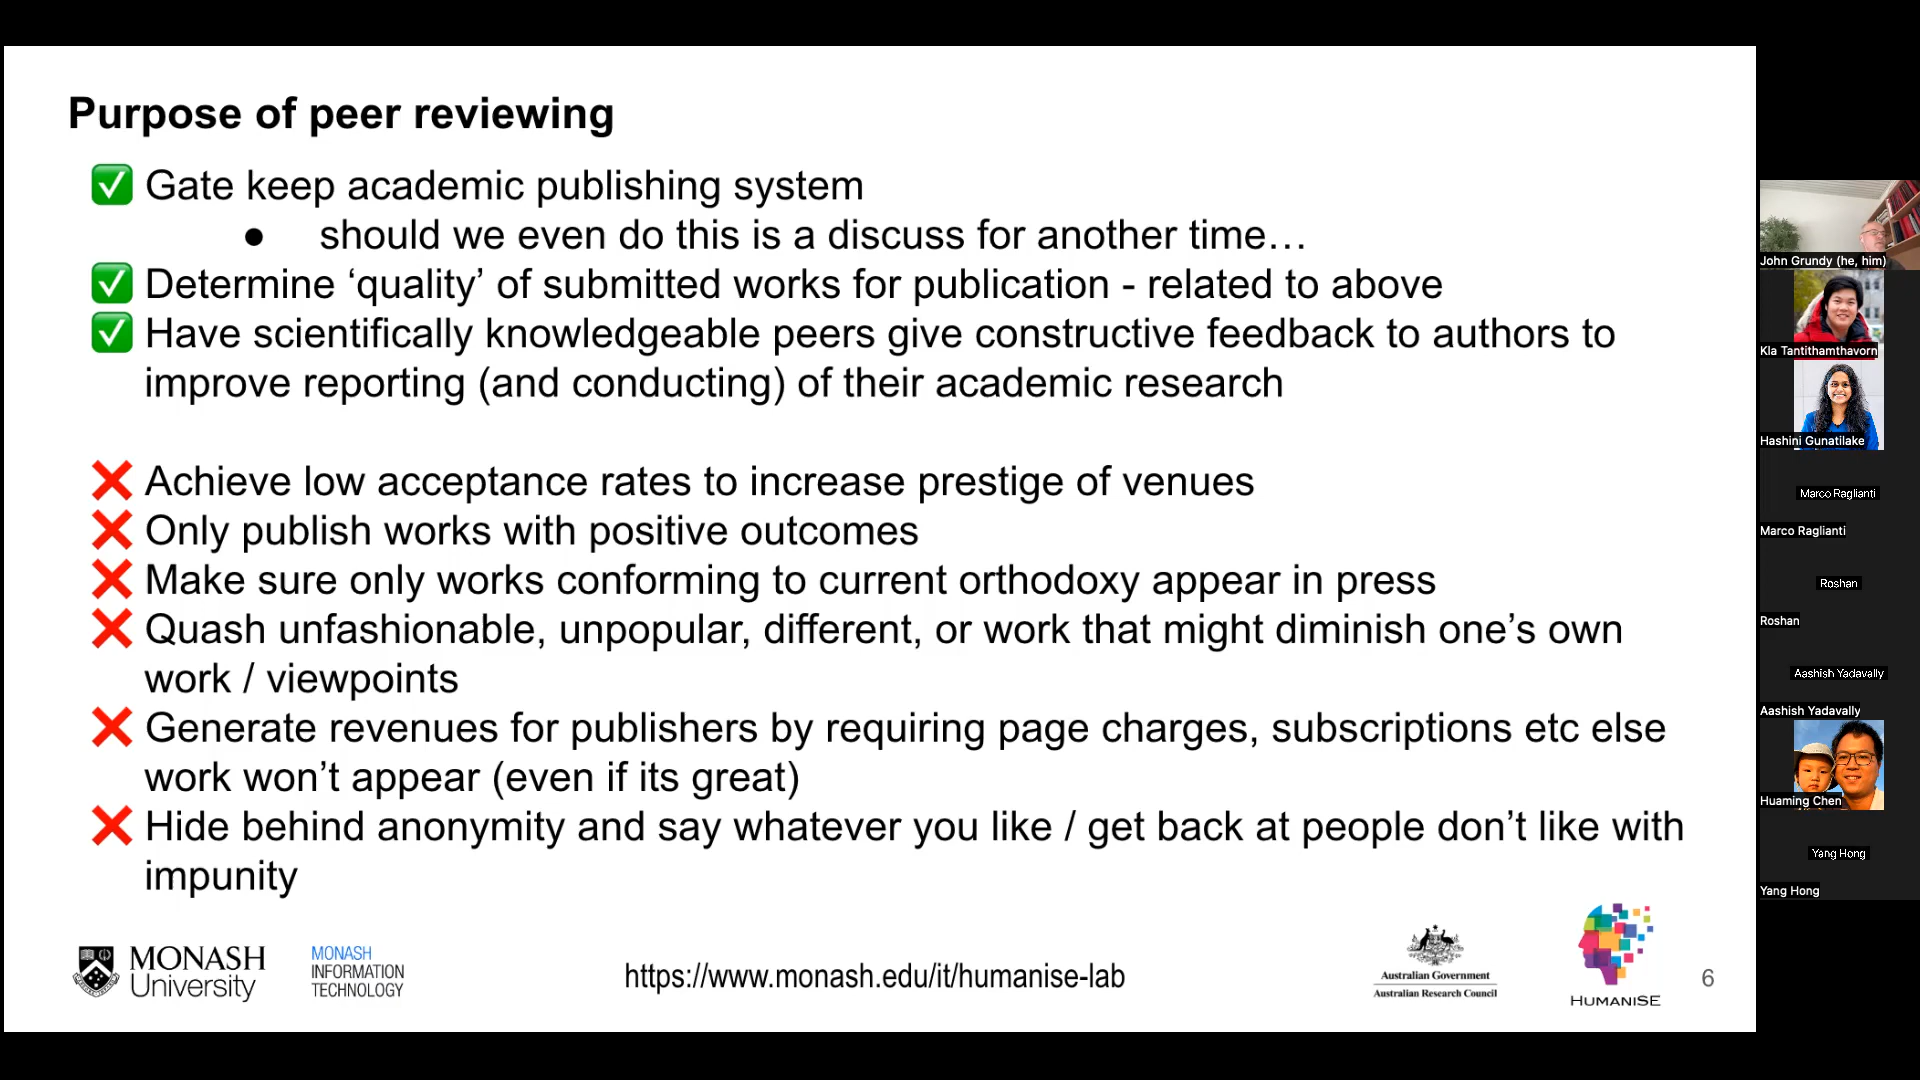 Purpose of peer reviewing
✅ Gate keep academic publishing system
● should we even do this is a discuss for another time…
✅ Determine ‘quality’ of submitted works for publication - related to above
✅ Have scientifically knowledgeable peers give constructive feedback to authors to
improve reporting (and conducting) of their academic research
❌ Achieve low acceptance rates to increase prestige of venues
❌ Only publish works with positive outcomes
❌ Make sure only works conforming to current orthodoxy appear in press
❌ Quash unfashionable, unpopular, different, or work that might diminish one’s own
work / viewpoints
❌ Generate revenues for publishers by requiring page charges, subscriptions etc else
work won’t appear (even if its great)
❌ Hide behind anonymity and say whatever you like / get back at people don’t like with
impunity
MONASH
University
MONASH
INFORMATION
TECHNOLOGY
https://www.monash.edu/it/humanise-lab
Australian Government
Australian Research Council
HUMANISE
6
John Grundy (he, him)
Kla Tantithamthavorn
Hashini Gunatilake
Marco Raglianti
Marco Raglianti
Roshan
Roshan
Aashish Yadavally
Aashish Yadavally
Huaming Chen
Yang Hong
Yang Hong